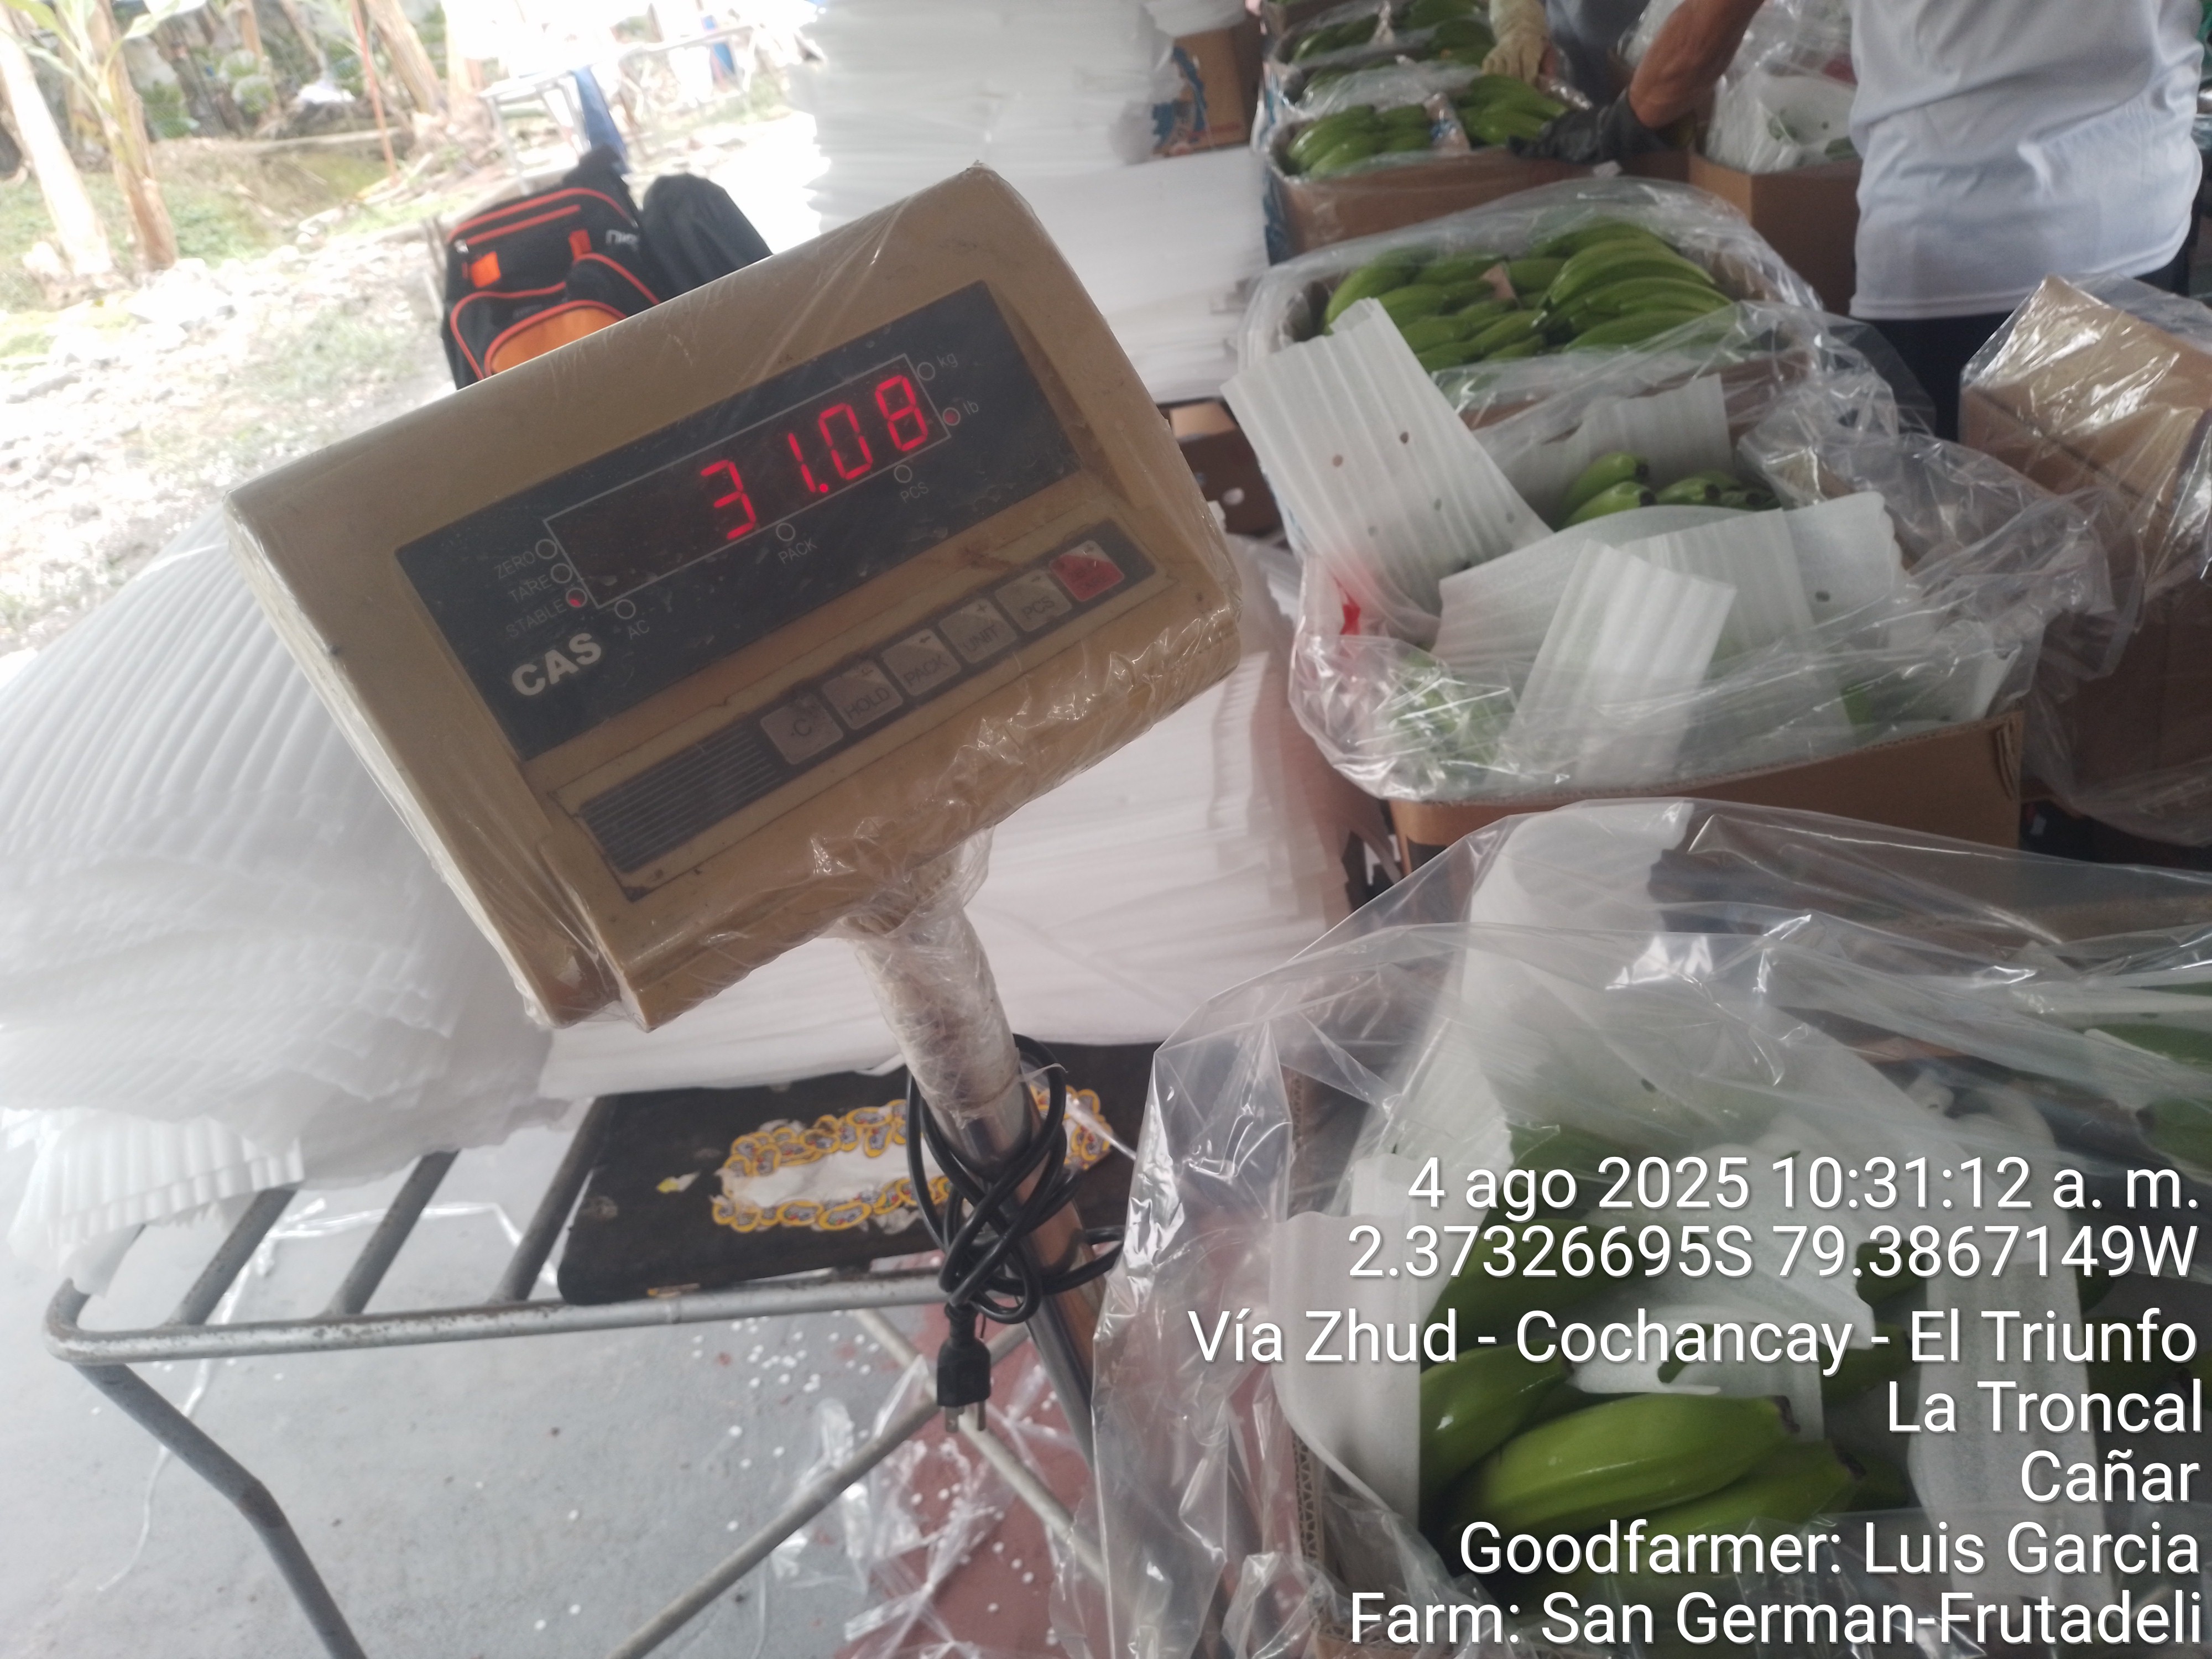 31.08
kg
lb
ZERO
TARE
STABLE
AC
PACK
PCS
CAS
-C-
HOLD
PACK
UNIT
PCS
4 ago 2025 10:31:12 a. m.
2.37326695S 79.3867149W
Vía Zhud - Cochancay - El Triunfo
La Troncal
Cañar
Goodfarmer: Luis Garcia
Farm: San German-Frutadeli